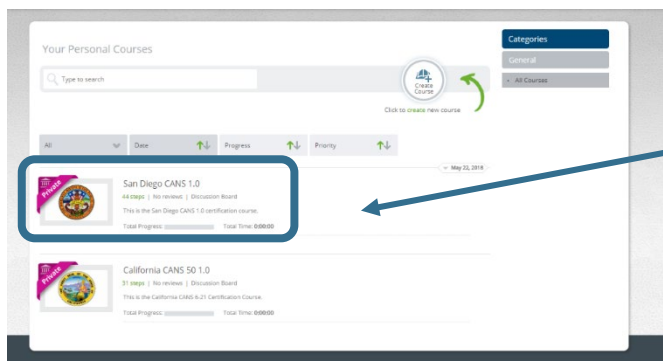 Your Personal Courses
Type to search
Create
Course
Click to create new course
Categories
General
All Courses
All
Date
Progress
Priority
May 22, 2018
Private
San Diego CANS 1.0
44 steps | No reviews | Discussion Board
This is the San Diego CANS 1.0 certification course.
Total Progress: Total Time: 0:00:00
Private
California CANS 50 1.0
31 steps | No reviews | Discussion Board
This is the California CANS 6-21 Certification Course.
Total Progress: Total Time: 0:00:00